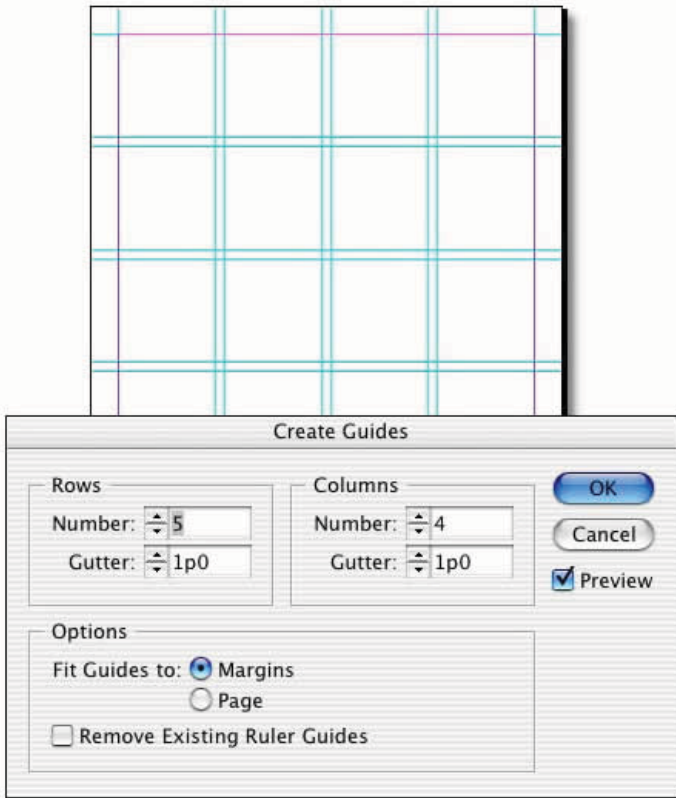 Create Guides
Rows
Number: 5
Gutter: 1p0
Columns
Number: 4
Gutter: 1p0
OK
Cancel
Preview
Options
Fit Guides to: Margins
Page
Remove Existing Ruler Guides